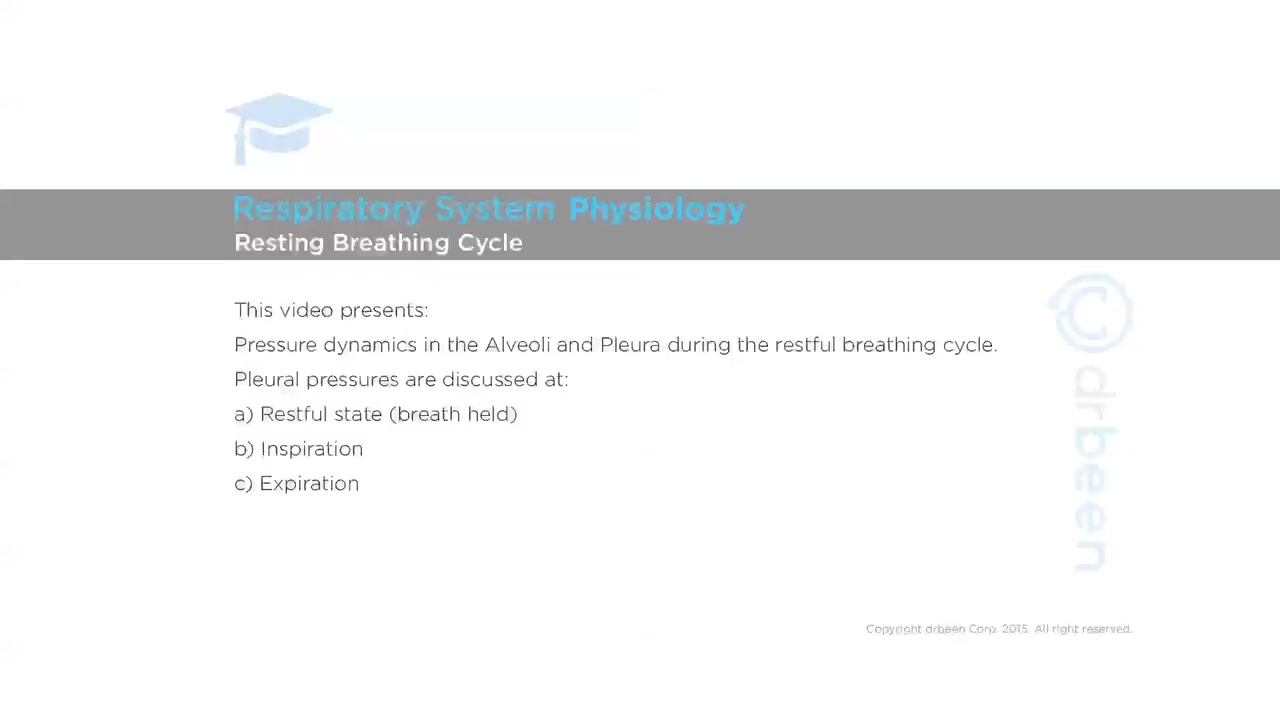 Respiratory System Physiology
Resting Breathing Cycle
This video presents:
Pressure dynamics in the Alveoli and Pleura during the restful breathing cycle.
Pleural pressures are discussed at:
a) Restful state (breath held)
b) Inspiration
c) Expiration
drbeen
Copyright drbeen Corp. 2015. All right reserved.